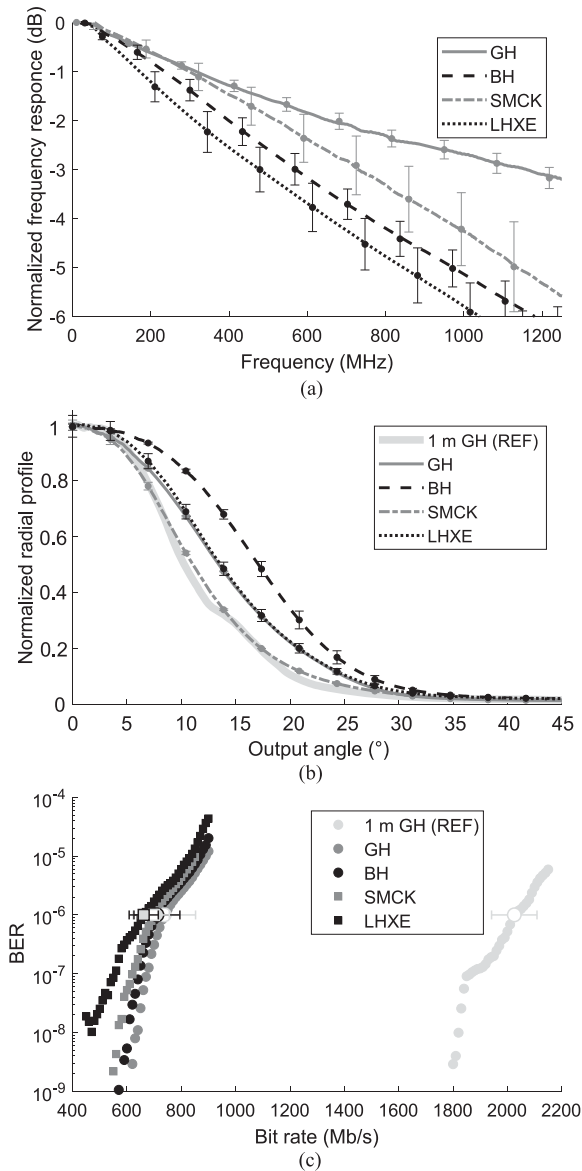 Normalized frequency responce (dB)
0
-1
-2
-3
-4
-5
-6
GH
BH
SMCK
LHXE
0 200 400 600 800 1000 1200
Frequency (MHz)
(a)
Normalized radial profile
1
0.8
0.6
0.4
0.2
0
1 m GH (REF)
GH
BH
SMCK
LHXE
0 5 10 15 20 25 30 35 40 45
Output angle (°)
(b)
BER
10-4
10-5
10-6
10-7
10-8
10-9
1 m GH (REF)
GH
BH
SMCK
LHXE
400 600 800 1000 1200 1400 1600 1800 2000 2200
Bit rate (Mb/s)
(c)